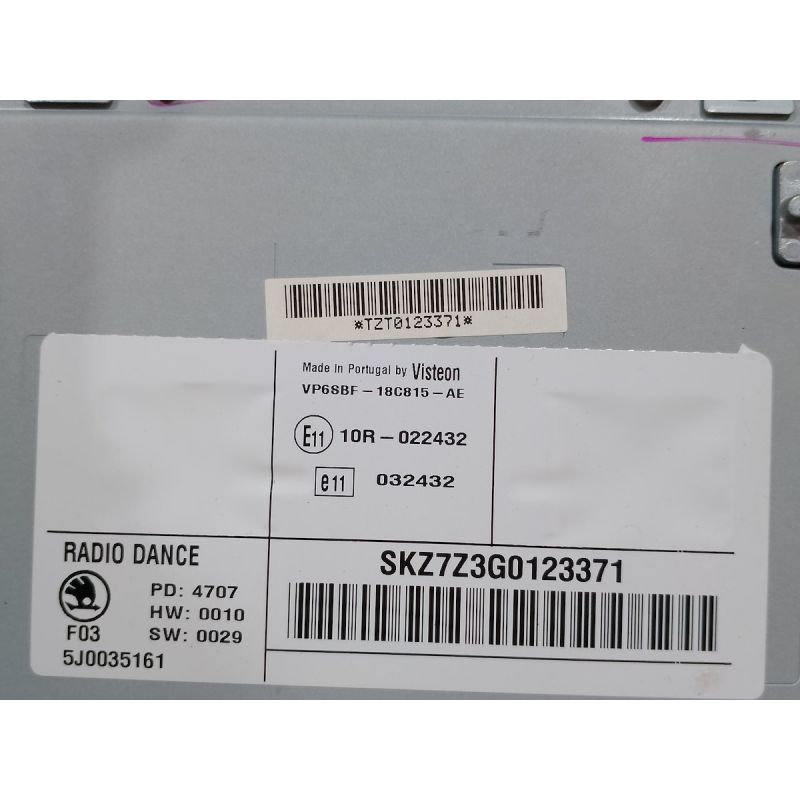 *TZT0123371*
Made in Portugal by Visteon
VP6SBF-18C815-AE
E11 10R-022432
e11 032432
RADIO DANCE
PD: 4707
HW: 0010
F03 SW: 0029
5J0035161
SKZ7Z3G0123371